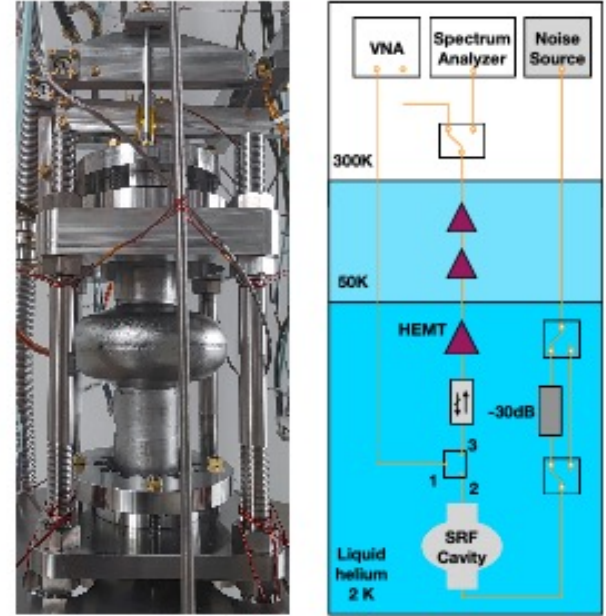 VNA
Spectrum
Analyzer
Noise
Source
300K
50K
HEMT
~30dB
3
1
2
SRF
Cavity
Liquid
helium
2 K